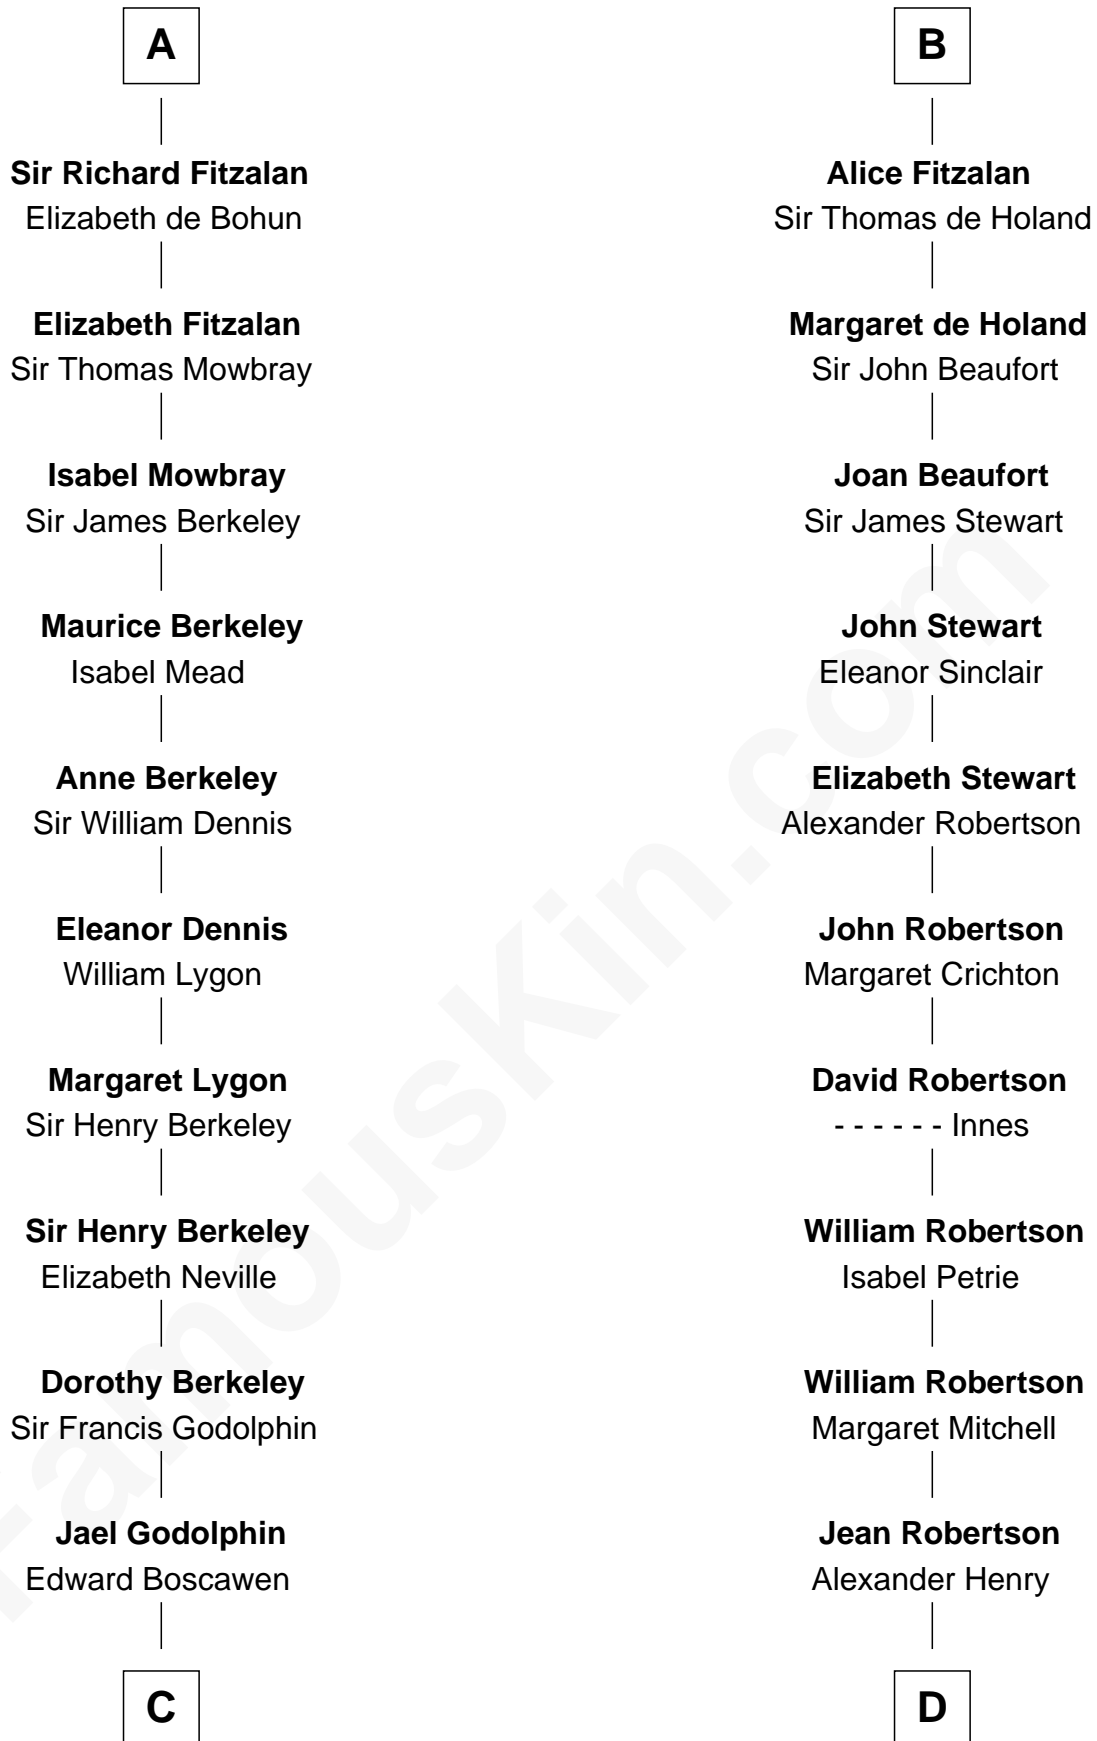 A
Sir Richard Fitzalan
Elizabeth de Bohun
Elizabeth Fitzalan
Sir Thomas Mowbray
Isabel Mowbray
Sir James Berkeley
Maurice Berkeley
Isabel Mead
Anne Berkeley
Sir William Dennis
Eleanor Dennis
William Lygon
Margaret Lygon
Sir Henry Berkeley
Sir Henry Berkeley
Elizabeth Neville
Dorothy Berkeley
Sir Francis Godolphin
Jael Godolphin
Edward Boscawen
C
B
Alice Fitzalan
Sir Thomas de Holand
Margaret de Holand
Sir John Beaufort
Joan Beaufort
Sir James Stewart
John Stewart
Eleanor Sinclair
Elizabeth Stewart
Alexander Robertson
John Robertson
Margaret Crichton
David Robertson
- - - - - - Innes
William Robertson
Isabel Petrie
William Robertson
Margaret Mitchell
Jean Robertson
Alexander Henry
D
FamousKin.com